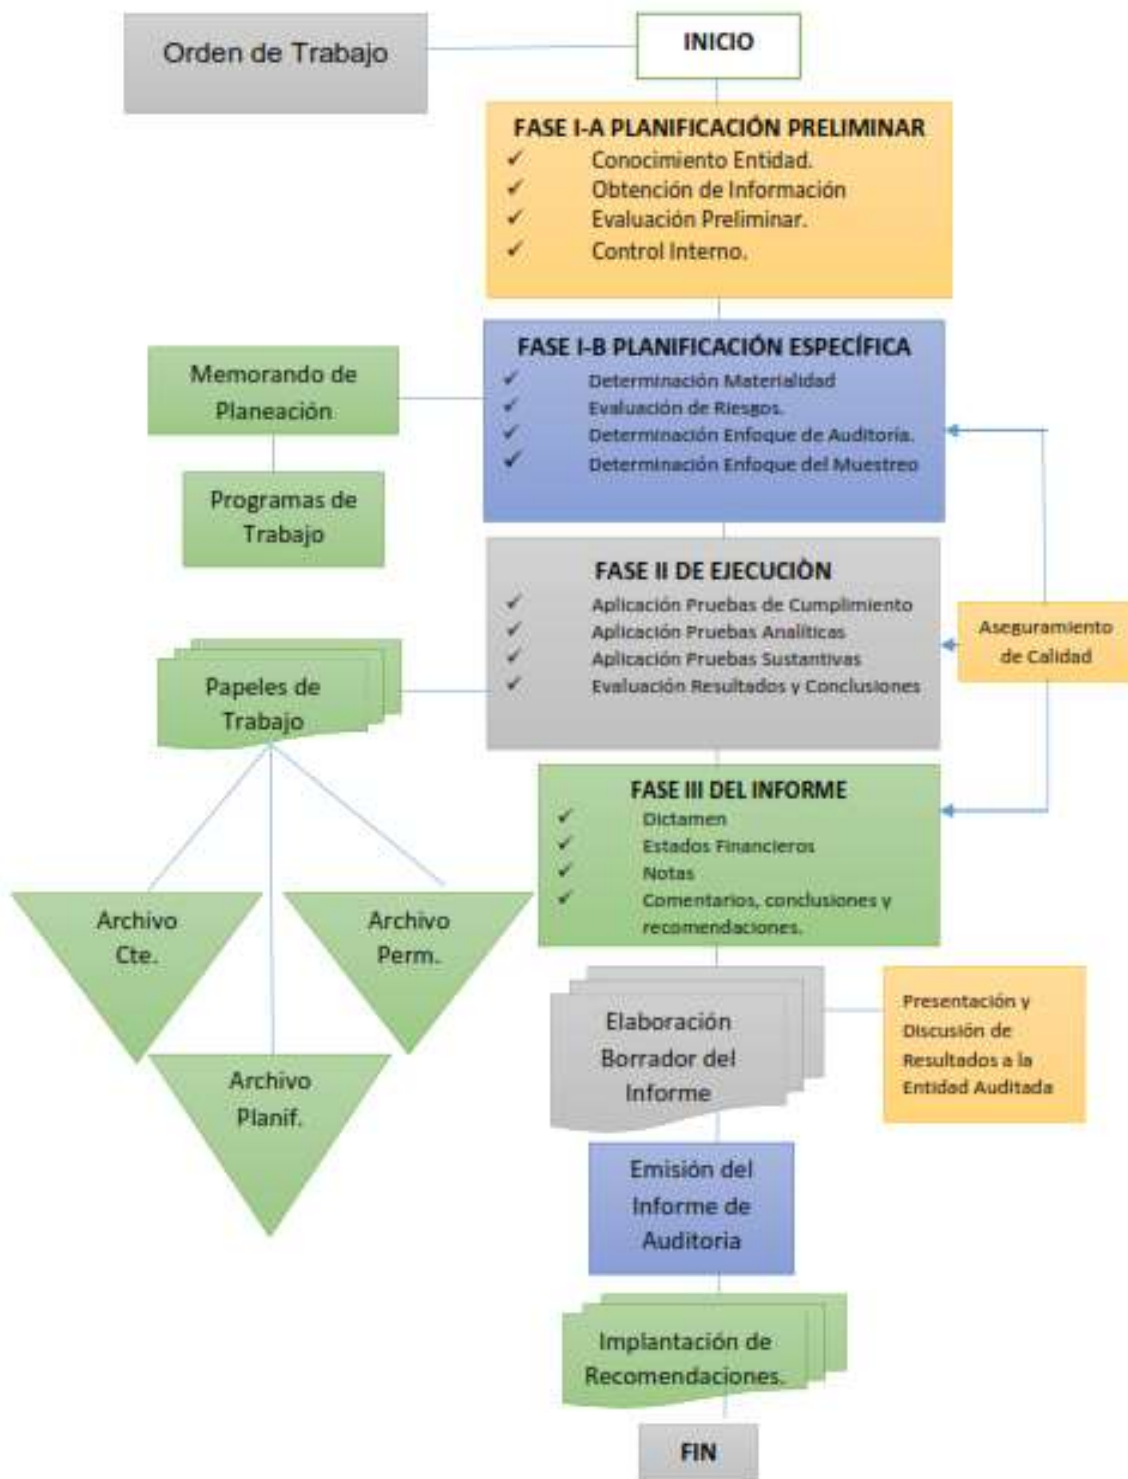 Orden de Trabajo
INICIO
FASE I-A PLANIFICACIÓN PRELIMINAR
✓ Conocimiento Entidad.
✓ Obtención de Información
✓ Evaluación Preliminar.
✓ Control Interno.
FASE I-B PLANIFICACIÓN ESPECÍFICA
✓ Determinación Materialidad
✓ Evaluación de Riesgos.
✓ Determinación Enfoque de Auditoría.
✓ Determinación Enfoque del Muestreo
Memorando de
Planeación
Programas de
Trabajo
FASE II DE EJECUCIÒN
✓ Aplicación Pruebas de Cumplimiento
✓ Aplicación Pruebas Analíticas
✓ Aplicación Pruebas Sustantivas
✓ Evaluación Resultados y Conclusiones
Aseguramiento
de Calidad
Papeles de
Trabajo
FASE III DEL INFORME
✓ Dictamen
✓ Estados Financieros
✓ Notas
✓ Comentarios, conclusiones y
recomendaciones.
Archivo
Cte.
Archivo
Perm.
Archivo
Planif.
Elaboración
Borrador del
Informe
Presentación y
Discusión de
Resultados a la
Entidad Auditada
Emisión del
Informe de
Auditoria
Implantación de
Recomendaciones.
FIN